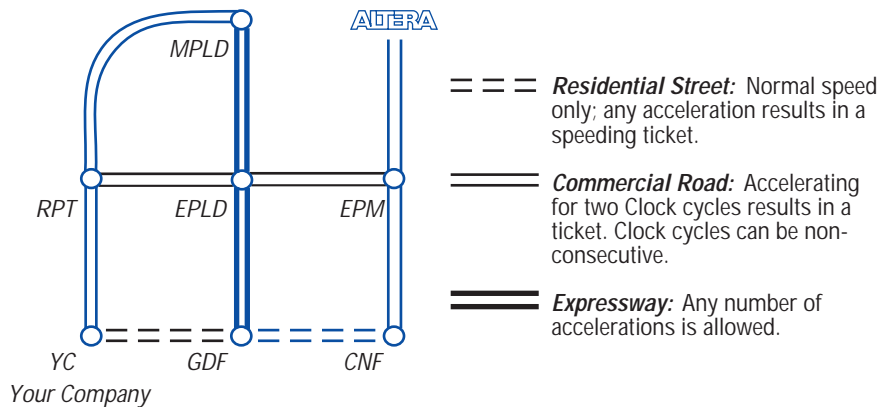 ALTERA
MPLD
RPT
EPLD
EPM
YC
GDF
CNF
Your Company
Residential Street: Normal speed
only; any acceleration results in a
speeding ticket.
Commercial Road: Accelerating
for two Clock cycles results in a
ticket. Clock cycles can be non-
consecutive.
Expressway: Any number of
accelerations is allowed.